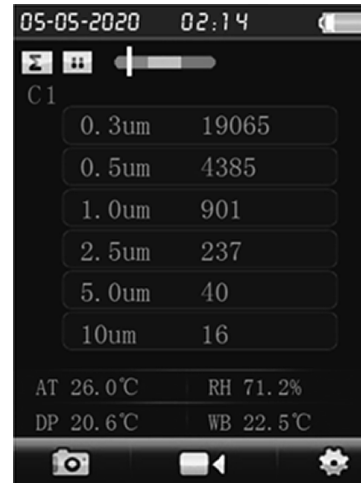 05-05-2020 02:14
Σ
C1
0.3um 19065
0.5um 4385
1.0um 901
2.5um 237
5.0um 40
10um 16
AT 26.0℃ RH 71.2%
DP 20.6℃ WB 22.5℃